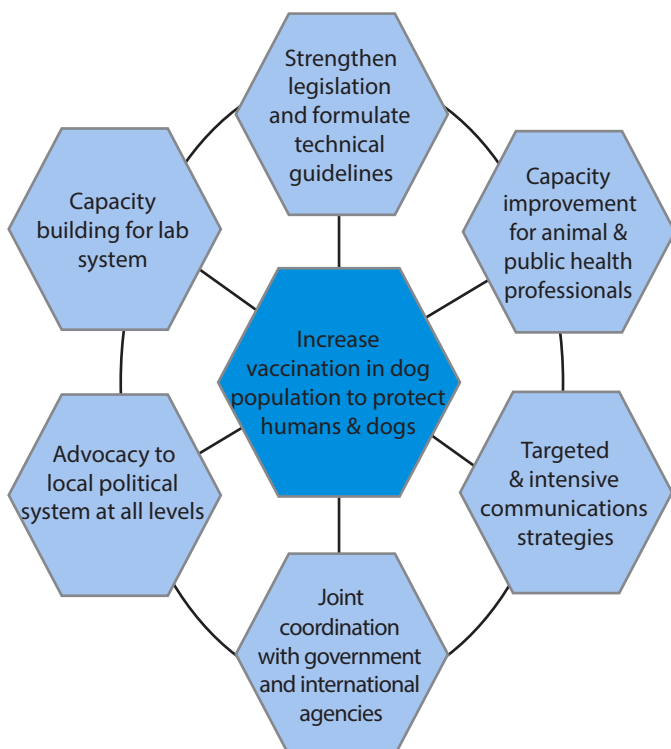 Strengthen
legislation
and formulate
technical
guidelines
Capacity
building for lab
system
Capacity
improvement
for animal &
public health
professionals
Increase
vaccination in dog
population to protect
humans & dogs
Advocacy to
local political
system at all levels
Targeted
& intensive
communications
strategies
Joint
coordination
with government
and international
agencies